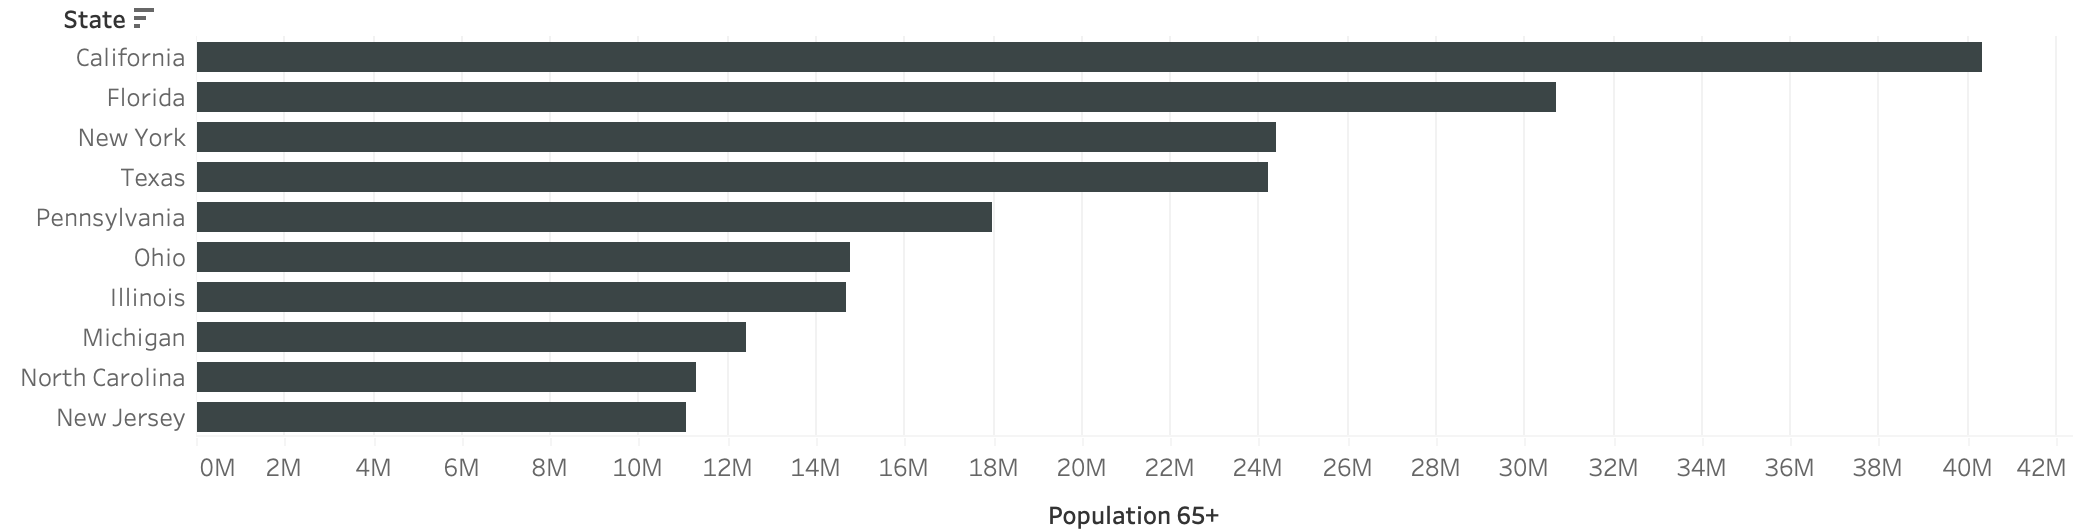 State
California
Florida
New York
Texas
Pennsylvania
Ohio
Illinois
Michigan
North Carolina
New Jersey
0M 2M 4M 6M 8M 10M 12M 14M 16M 18M 20M 22M 24M 26M 28M 30M 32M 34M 36M 38M 40M 42M
Population 65+